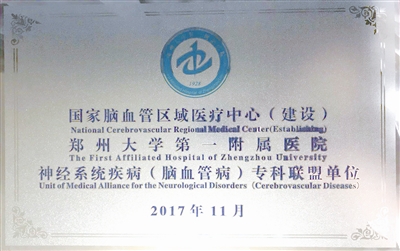 1928
国家脑血管区域医疗中心（建设）
National Cerebrovascular Regional Medical Center(Establishing)
郑州大学第一附属医院
The First Affiliated Hospital of Zhengzhou University
神经系统疾病（脑血管病）专科联盟单位
Unit of Medical Alliance for the Neurological Disorders（Cerebrovascular Diseases）
2017年11月